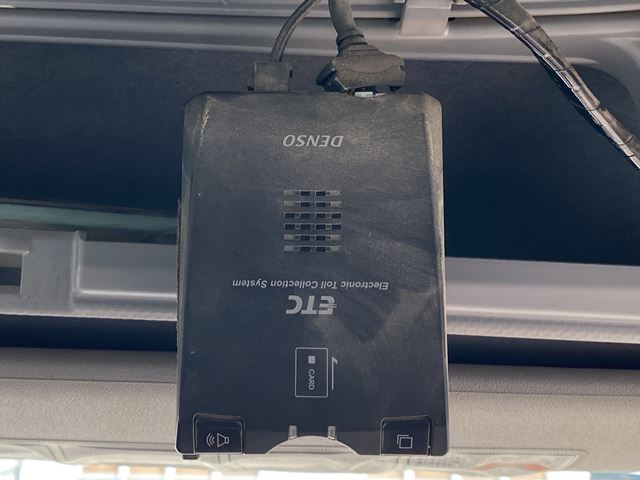 DENSO
Electronic Toll Collection System
ETC
CARD